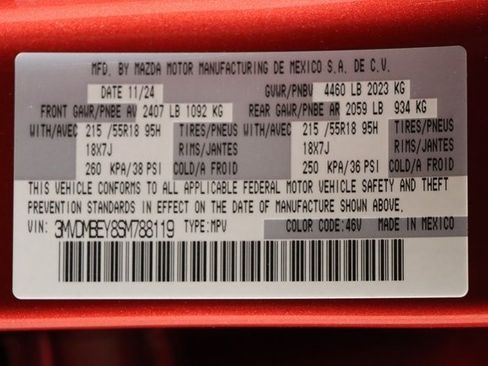 MFD. BY MAZDA MOTOR MANUFACTURING DE MEXICO S.A. DE C.V.
DATE 11/24 GVWR/PNBV 4460 LB 2023 KG
FRONT GAWR/PNBE AV 2407 LB 1092 KG REAR GAWR/PNBE AR 2059 LB 934 KG
WITH/AVEC 215 /55R18 95H TIRES/PNEUS WITH/AVEC 215 /55R18 95H TIRES/PNEUS
18X7J RIMS/JANTES 18X7J RIMS/JANTES
260 KPA/38 PSI COLD/A FROID 250 KPA/36 PSI COLD/A FROID
THIS VEHICLE CONFORMS TO ALL APPLICABLE FEDERAL MOTOR VEHICLE SAFETY AND THEFT
PREVENTION STANDARDS IN EFFECT ON THE DATE OF MANUFACTURE SHOWN ABOVE.
VIN: 3MVDMBEY8SM788119 TYPE:MPV COLOR CODE:46V MADE IN MEXICO